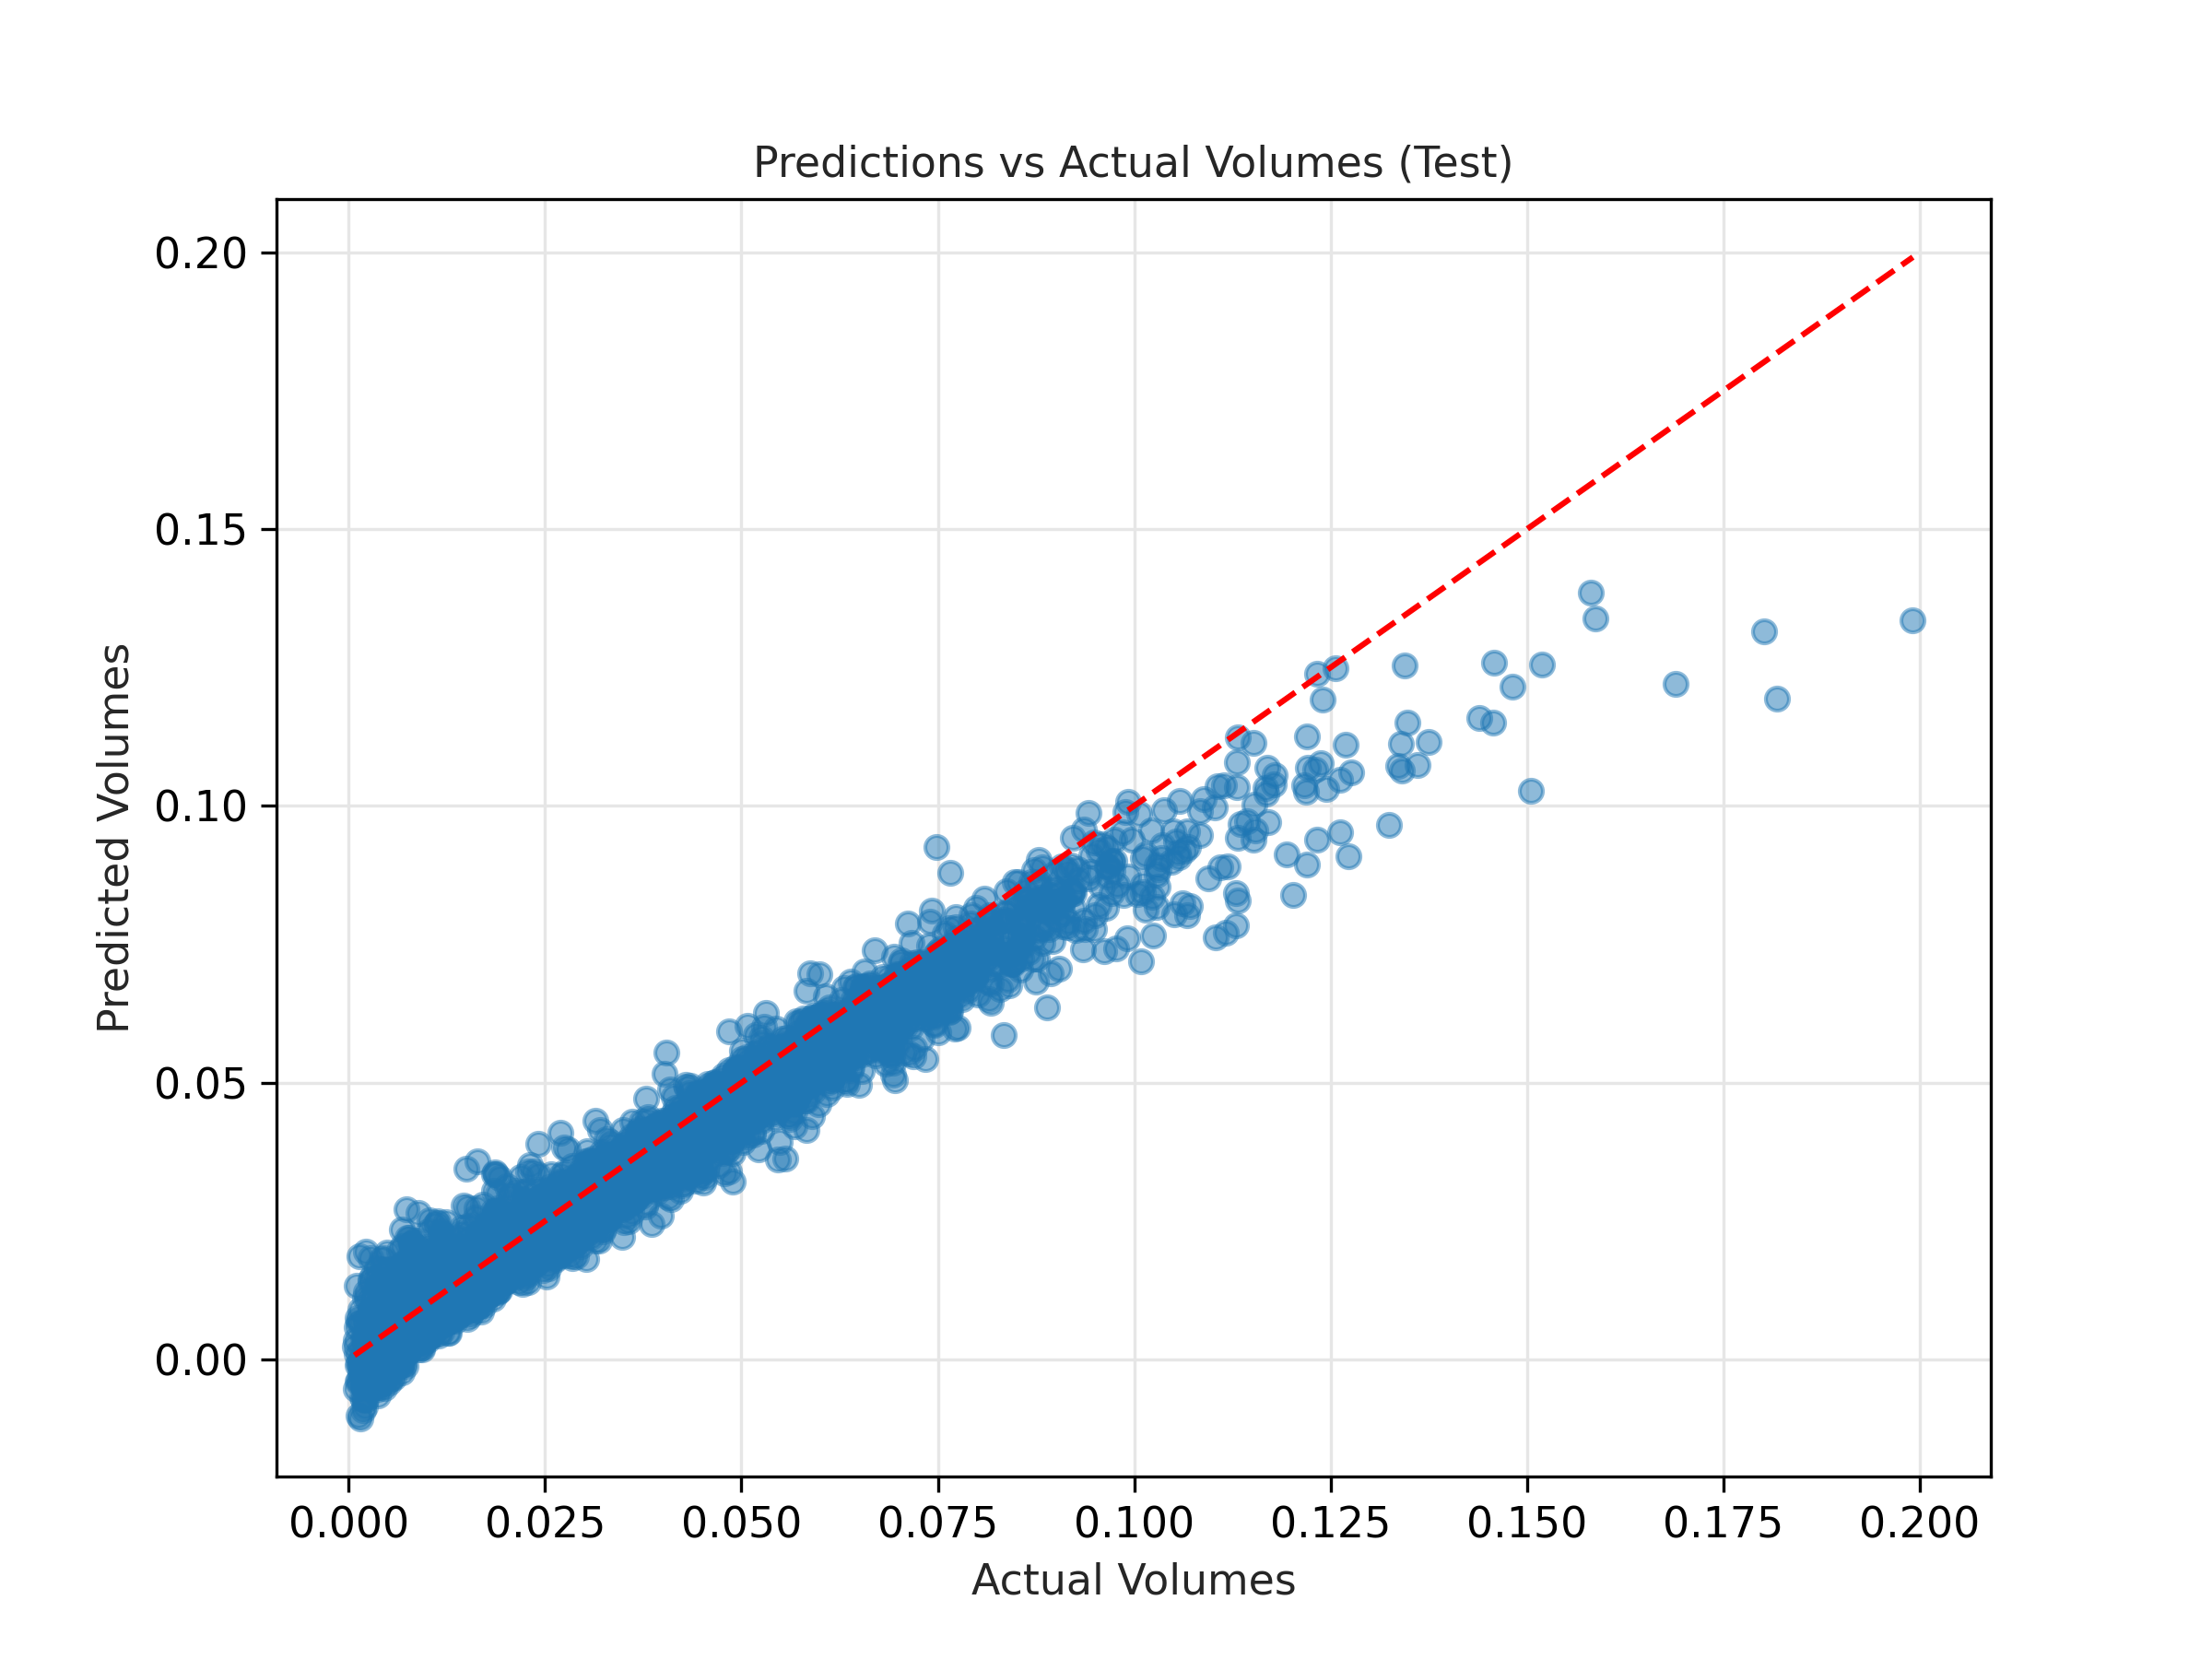 Predictions vs Actual Volumes (Test)
0.20
0.15
0.10
0.05
0.00
Predicted Volumes
0.000 0.025 0.050 0.075 0.100 0.125 0.150 0.175 0.200
Actual Volumes